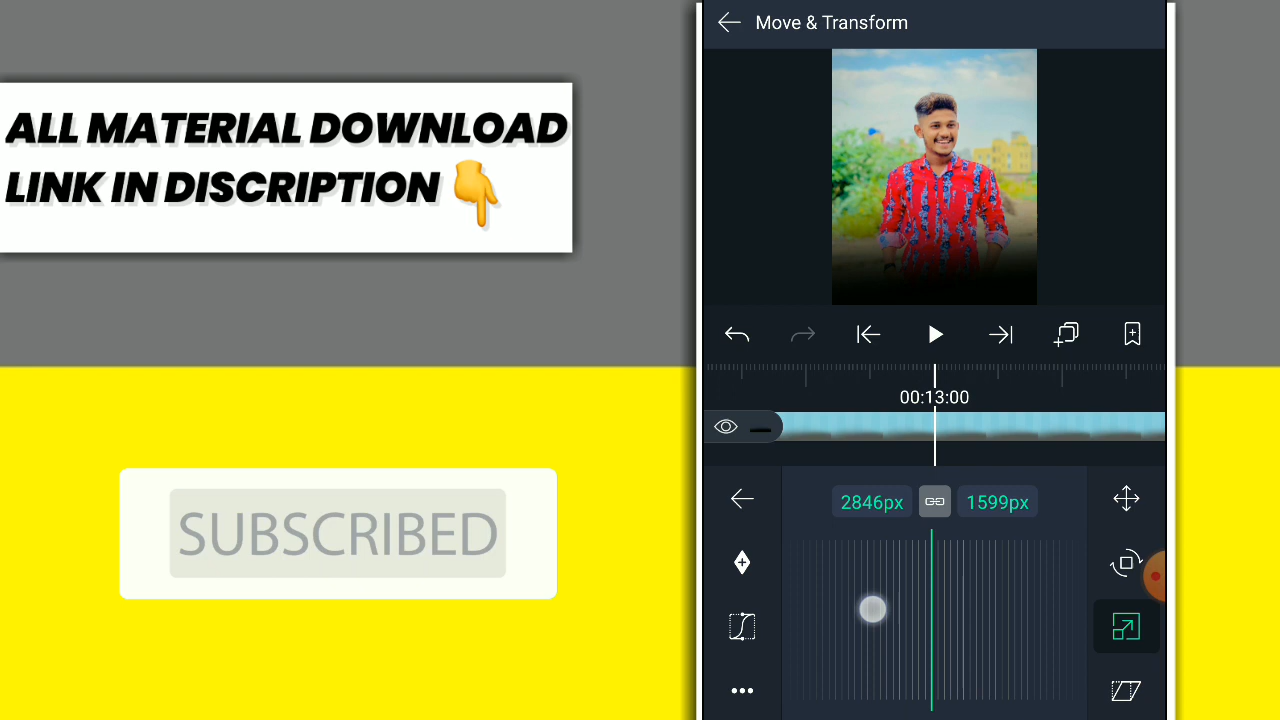 ALL MATERIAL DOWNLOAD
LINK IN DISCRIPTION 👇
SUBSCRIBED
Move & Transform
00:13:00
2846px
1599px